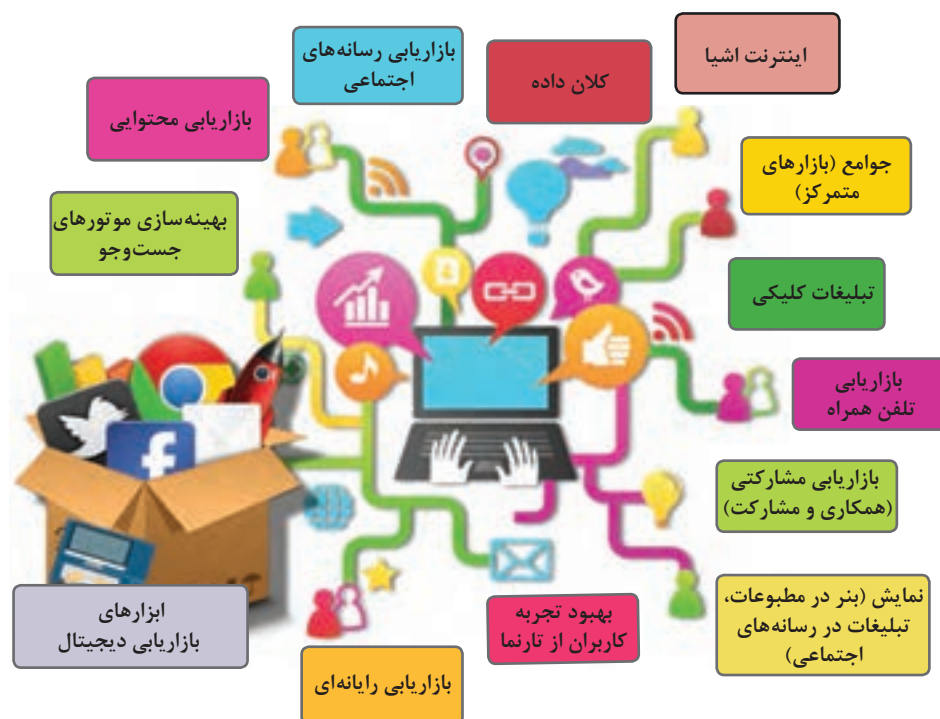 اینترنت اشیا
کلان داده
بازاریابی رسانه‌های
اجتماعی
بازاریابی محتوایی
جوامع (بازارهای
متمرکز)
بهینه‌سازی موتورهای
جست‌وجو
تبلیغات کلیکی
بازاریابی
تلفن همراه
بازاریابی مشارکتی
(همکاری و مشارکت)
نمایش (بنر در مطبوعات،
تبلیغات در رسانه‌های
اجتماعی)
بهبود تجربه
کاربران از تارنما
بازاریابی رایانه‌ای
ابزارهای
بازاریابی دیجیتال